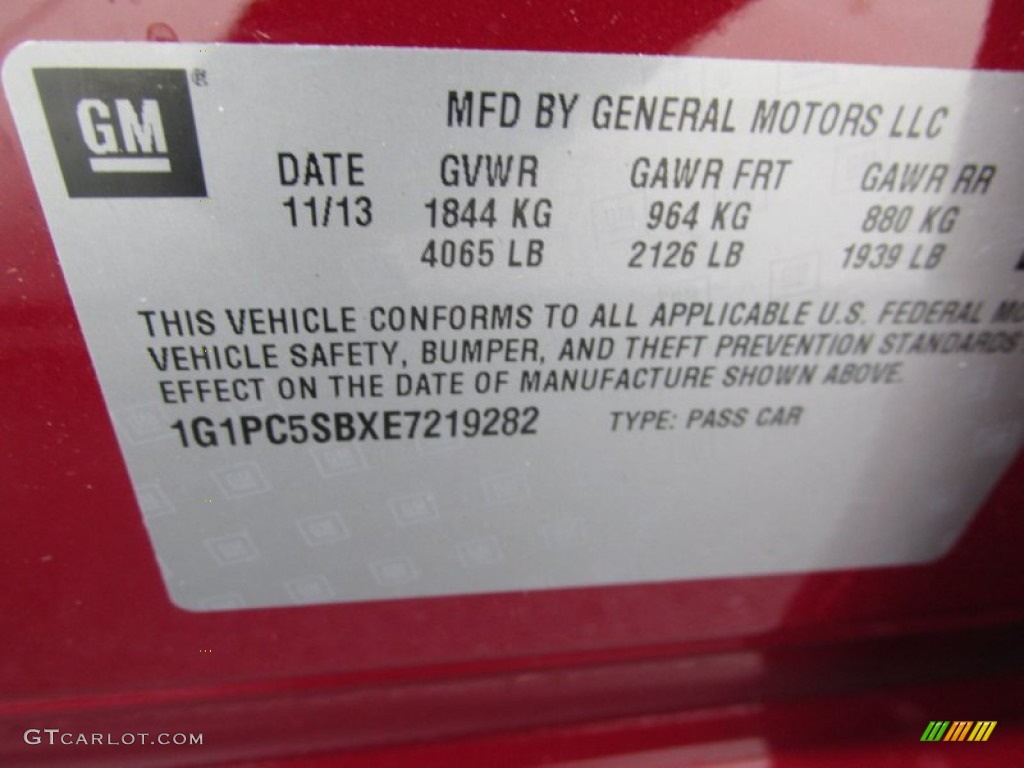 GM ®
MFD BY GENERAL MOTORS LLC
DATE GVWR GAWR FRT GAWR RR
11/13 1844 KG 964 KG 880 KG
4065 LB 2126 LB 1939 LB
THIS VEHICLE CONFORMS TO ALL APPLICABLE U.S. FEDERAL
VEHICLE SAFETY, BUMPER, AND THEFT PREVENTION STANDARDS
EFFECT ON THE DATE OF MANUFACTURE SHOWN ABOVE.
1G1PC5SBXE7219282 TYPE: PASS CAR
GTCARLOT.COM